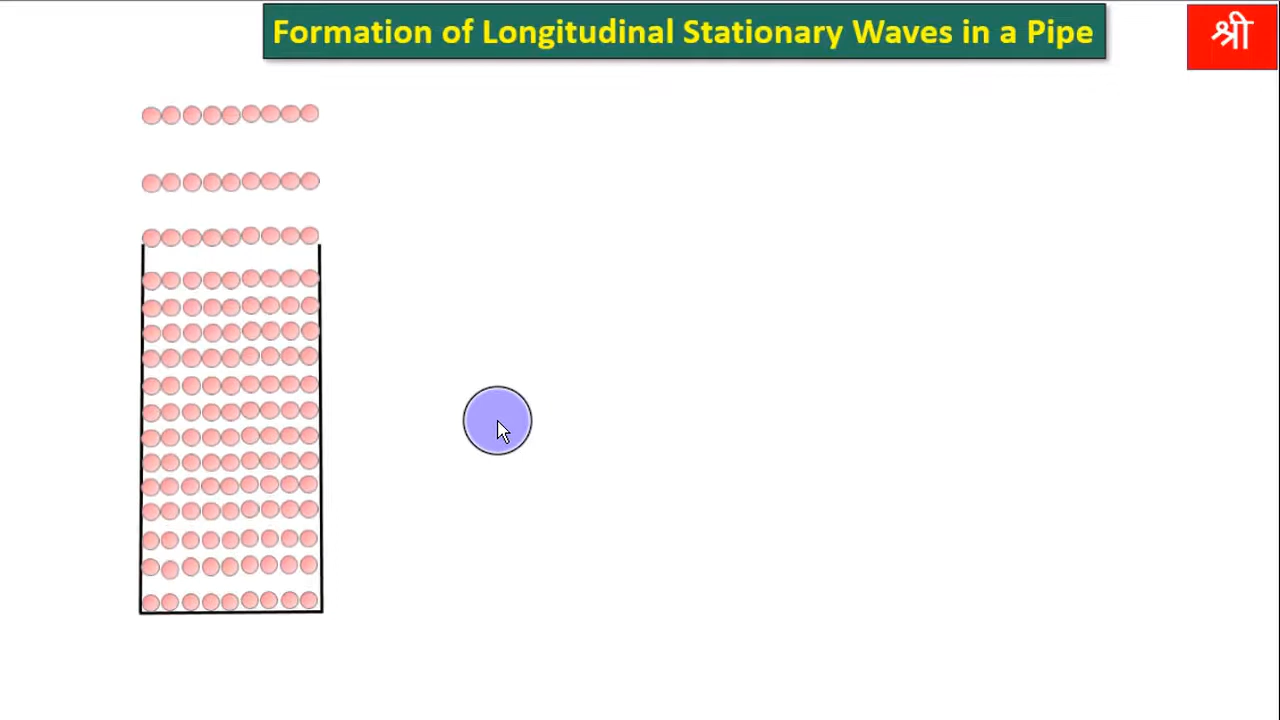 Formation of Longitudinal Stationary Waves in a Pipe
श्री